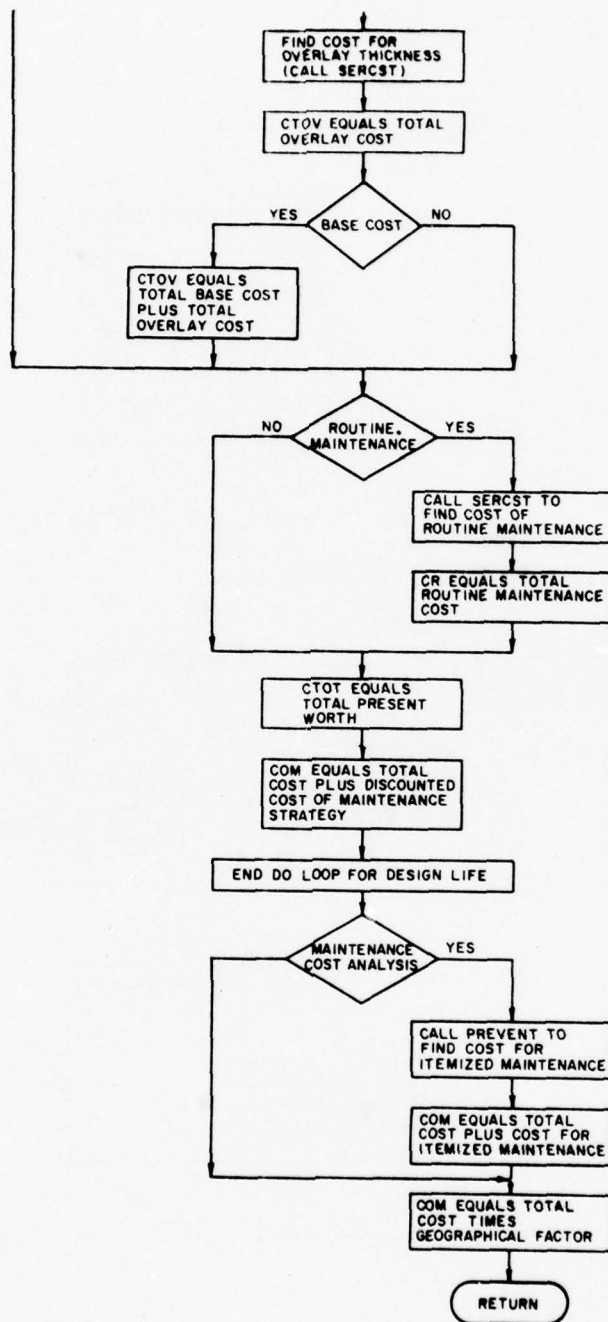 FIND COST FOR
OVERLAY THICKNESS
(CALL SERCST)
CTOV EQUALS TOTAL
OVERLAY COST
YES
BASE COST
NO
CTOV EQUALS
TOTAL BASE COST
PLUS TOTAL
OVERLAY COST
NO
ROUTINE.
MAINTENANCE
YES
CALL SERCST TO
FIND COST OF
ROUTINE MAINTENANCE
CR EQUALS TOTAL
ROUTINE MAINTENANCE
COST
CTOT EQUALS
TOTAL PRESENT
WORTH
COM EQUALS TOTAL
COST PLUS DISCOUNTED
COST OF MAINTENANCE
STRATEGY
END DO LOOP FOR DESIGN LIFE
MAINTENANCE
COST ANALYSIS
YES
CALL PREVENT TO
FIND COST FOR
ITEMIZED MAINTENANCE
COM EQUALS TOTAL
COST PLUS COST FOR
ITEMIZED MAINTENANCE
COM EQUALS TOTAL
COST TIMES
GEOGRAPHICAL FACTOR
RETURN